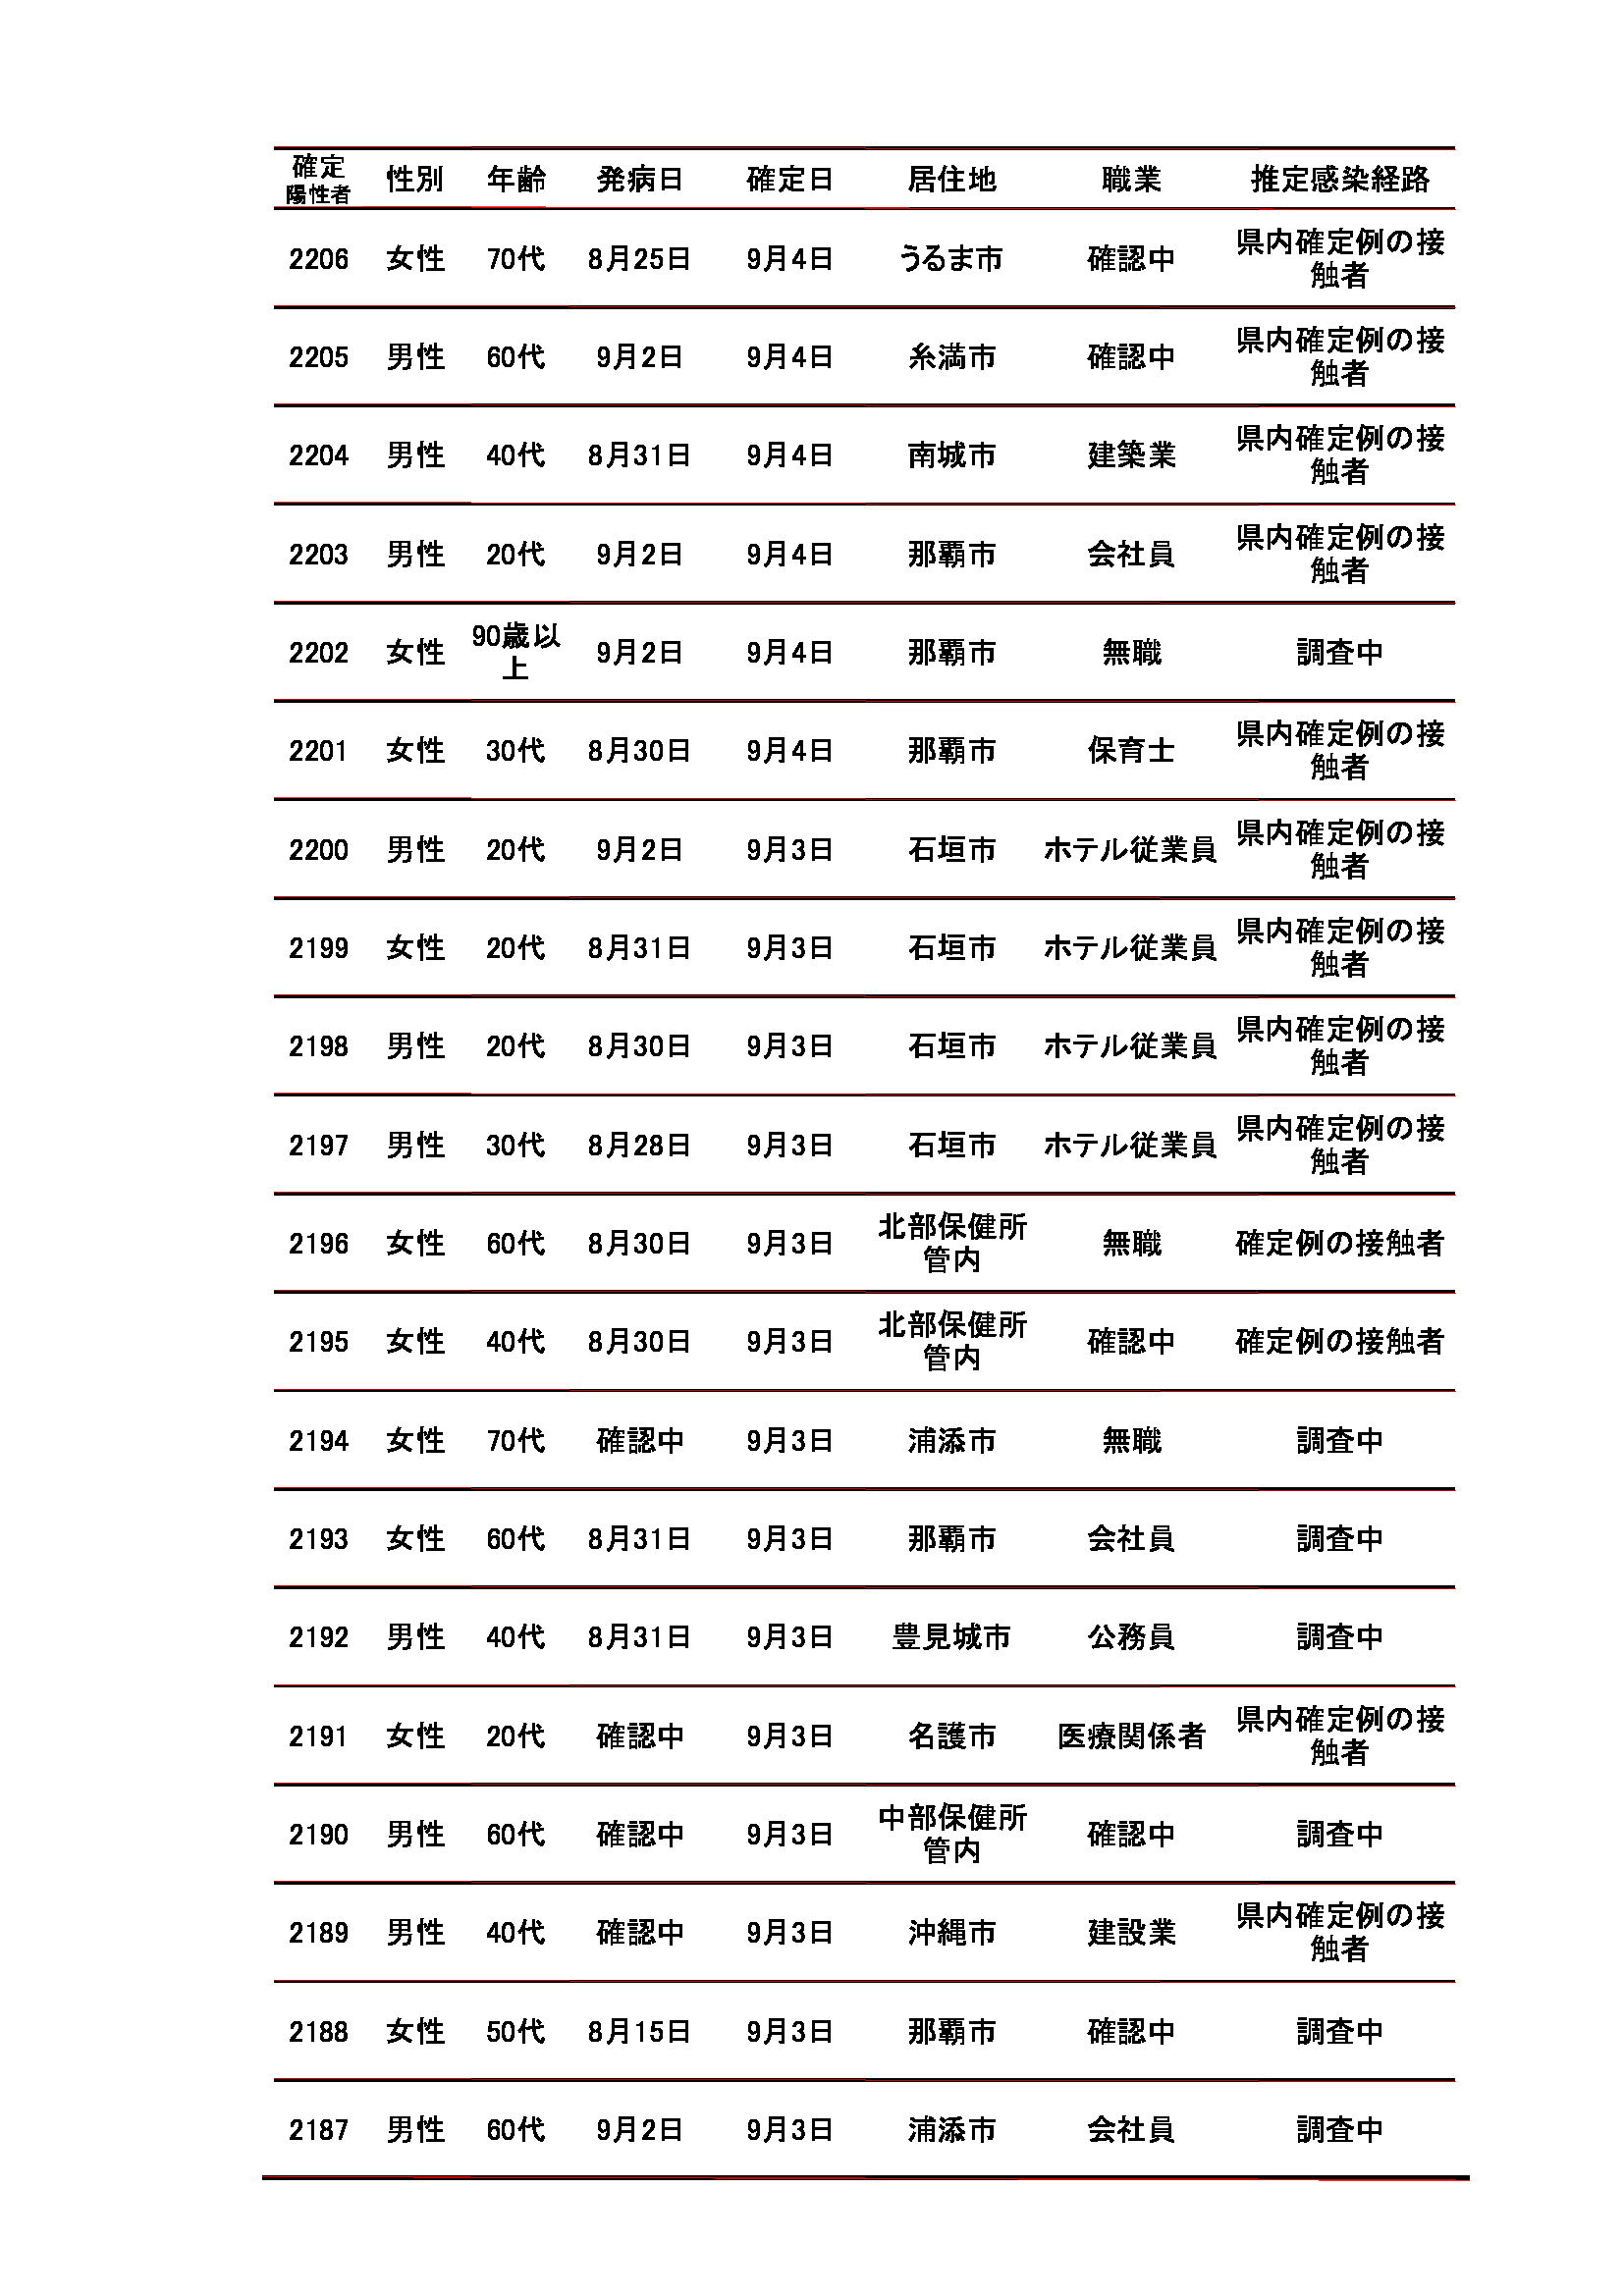 確定
陽性者 性別 年齢 発病日 確定日 居住地 職業 推定感染経路
2206 女性 70代 8月25日 9月4日 うるま市 確認中 県内確定例の接
触者
2205 男性 60代 9月2日 9月4日 糸満市 確認中 県内確定例の接
触者
2204 男性 40代 8月31日 9月4日 南城市 建築業 県内確定例の接
触者
2203 男性 20代 9月2日 9月4日 那覇市 会社員 県内確定例の接
触者
2202 女性 90歳以
上 9月2日 9月4日 那覇市 無職 調査中
2201 女性 30代 8月30日 9月4日 那覇市 保育士 県内確定例の接
触者
2200 男性 20代 9月2日 9月3日 石垣市 ホテル従業員 県内確定例の接
触者
2199 女性 20代 8月31日 9月3日 石垣市 ホテル従業員 県内確定例の接
触者
2198 男性 20代 8月30日 9月3日 石垣市 ホテル従業員 県内確定例の接
触者
2197 男性 30代 8月28日 9月3日 石垣市 ホテル従業員 県内確定例の接
触者
2196 女性 60代 8月30日 9月3日 北部保健所
管内 無職 確定例の接触者
2195 女性 40代 8月30日 9月3日 北部保健所
管内 確認中 確定例の接触者
2194 女性 70代 確認中 9月3日 浦添市 無職 調査中
2193 女性 60代 8月31日 9月3日 那覇市 会社員 調査中
2192 男性 40代 8月31日 9月3日 豊見城市 公務員 調査中
2191 女性 20代 確認中 9月3日 名護市 医療関係者 県内確定例の接
触者
2190 男性 60代 確認中 9月3日 中部保健所
管内 確認中 調査中
2189 男性 40代 確認中 9月3日 沖縄市 建設業 県内確定例の接
触者
2188 女性 50代 8月15日 9月3日 那覇市 確認中 調査中
2187 男性 60代 9月2日 9月3日 浦添市 会社員 調査中